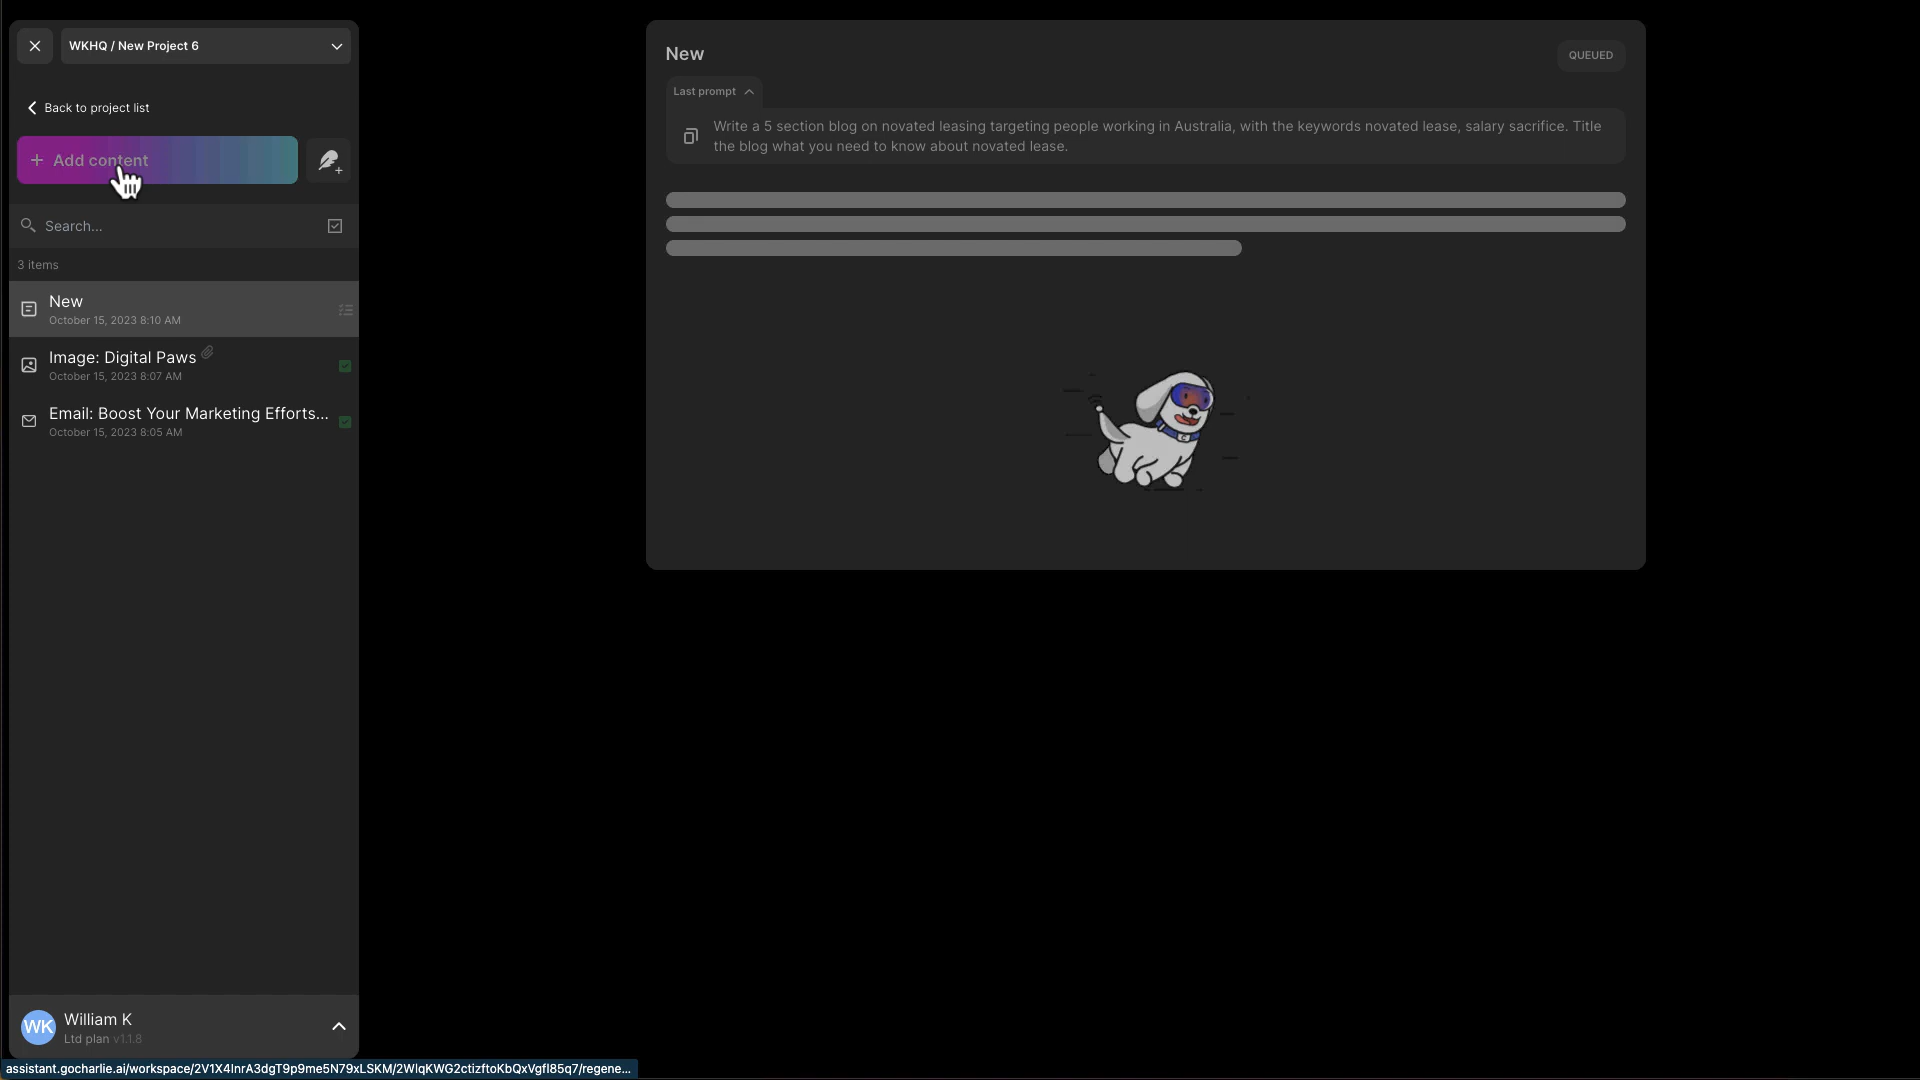 WKHQ / New Project 6
Back to project list
+ Add content
Search...
3 items
New
October 15, 2023 8:10 AM
Image: Digital Paws
October 15, 2023 8:07 AM
Email: Boost Your Marketing Efforts...
October 15, 2023 8:05 AM
WK
William K
Ltd plan v1.1.8
New
QUEUED
Last prompt
Write a 5 section blog on novated leasing targeting people working in Australia, with the keywords novated lease, salary sacrifice. Title
the blog what you need to know about novated lease.
assistant.gocharlie.ai/workspace/2V1X4InrA3dgT9p9me5N79xLSKM/2WlqKWG2ctizftoKbQxVgfl85q7/regene...